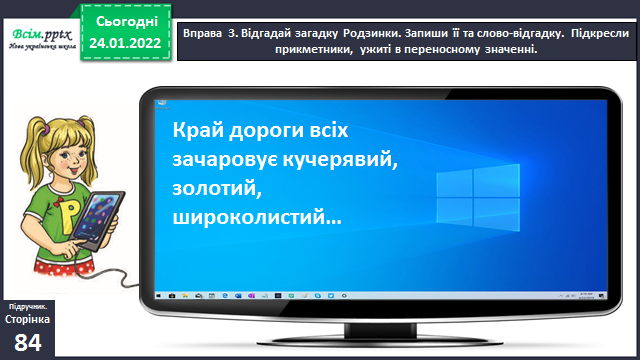 Всім.pptx
Нова українська школа
Сьогодні
24.01.2022
Вправа 3. Відгадай загадку Родзинки. Запиши її та слово-відгадку. Підкресли
прикметники, ужиті в переносному значенні.
Край дороги всіх
зачаровує кучерявий,
золотий,
широколистий...
Р
Підручник.
Сторінка
84